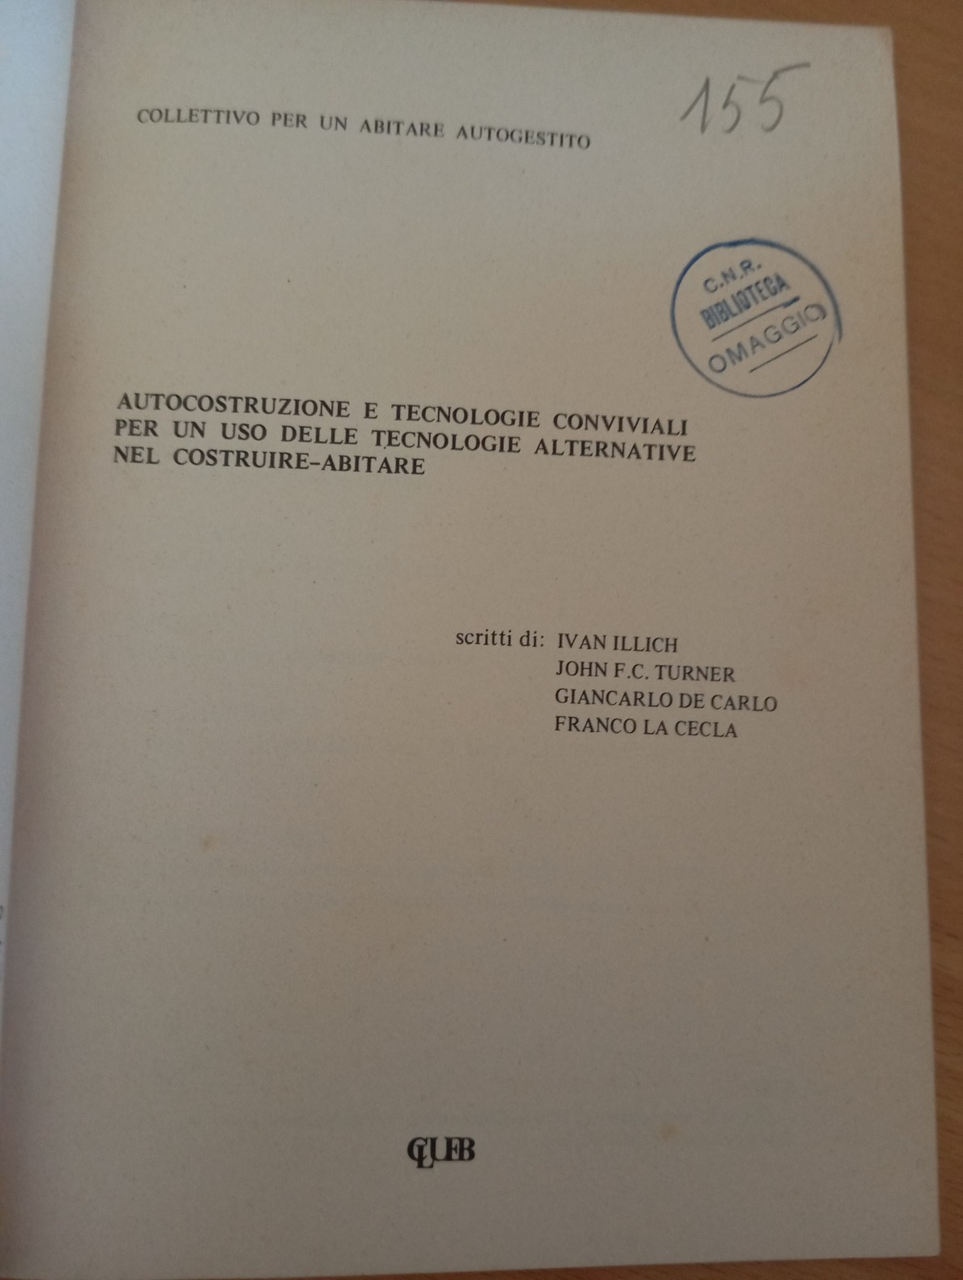 COLLETTIVO PER UN ABITARE AUTOGESTITO
155
C.N.R.
BIBLIOTECA
OMAGGIO
AUTOCOSTRUZIONE E TECNOLOGIE CONVIVIALI
PER UN USO DELLE TECNOLOGIE ALTERNATIVE
NEL COSTRUIRE–ABITARE
scritti di: IVAN ILLICH
JOHN F.C. TURNER
GIANCARLO DE CARLO
FRANCO LA CECLA
CLUEB